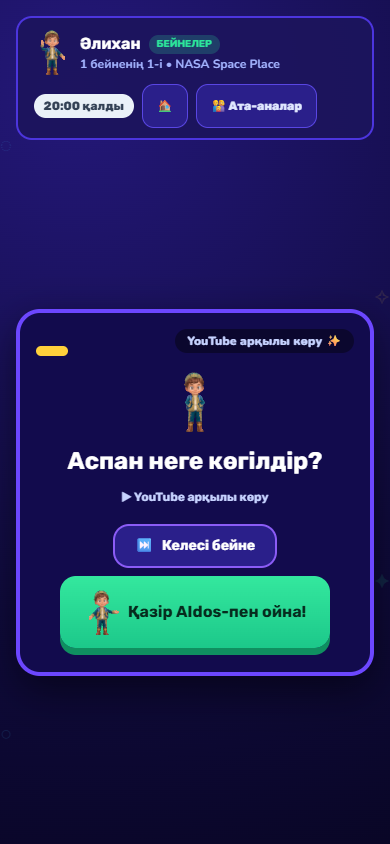 Әлихан БЕЙНЕЛЕР
1 бейненің 1-і • NASA Space Place
20:00 қалды
Ата-аналар
YouTube арқылы көру
Аспан неге көгілдір?
▶ YouTube арқылы көру
Келесі бейне
Қазір Aldos-пен ойна!